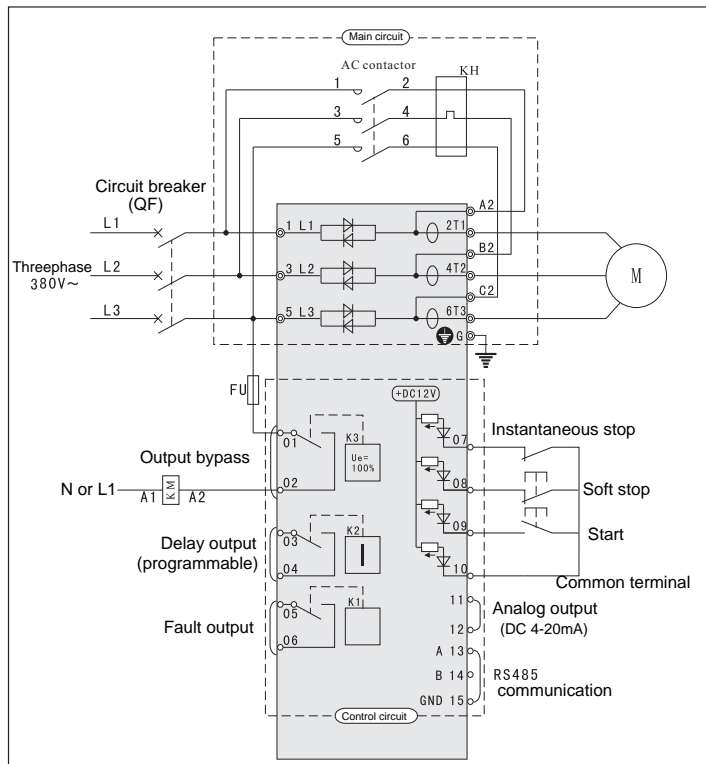 Main circuit
AC contactor
KH
1 2
3 4
5 6
Circuit breaker
(QF)
A2
L1
1 L1
2T1
B2
Threephase
380V～
L2
3 L2
4T2
M
C2
L3
5 L3
6T3
G
FU
+DC12V
01
K3
Ue=
100%
07
Instantaneous stop
Output bypass
02
08
Soft stop
N or L1
A1 KM A2
03
K2
09
Start
Delay output
(programmable)
04
10
Common terminal
05
K1
11
Analog output
(DC 4-20mA)
Fault output
06
12
A 13
B 14
RS485
communication
GND 15
Control circuit